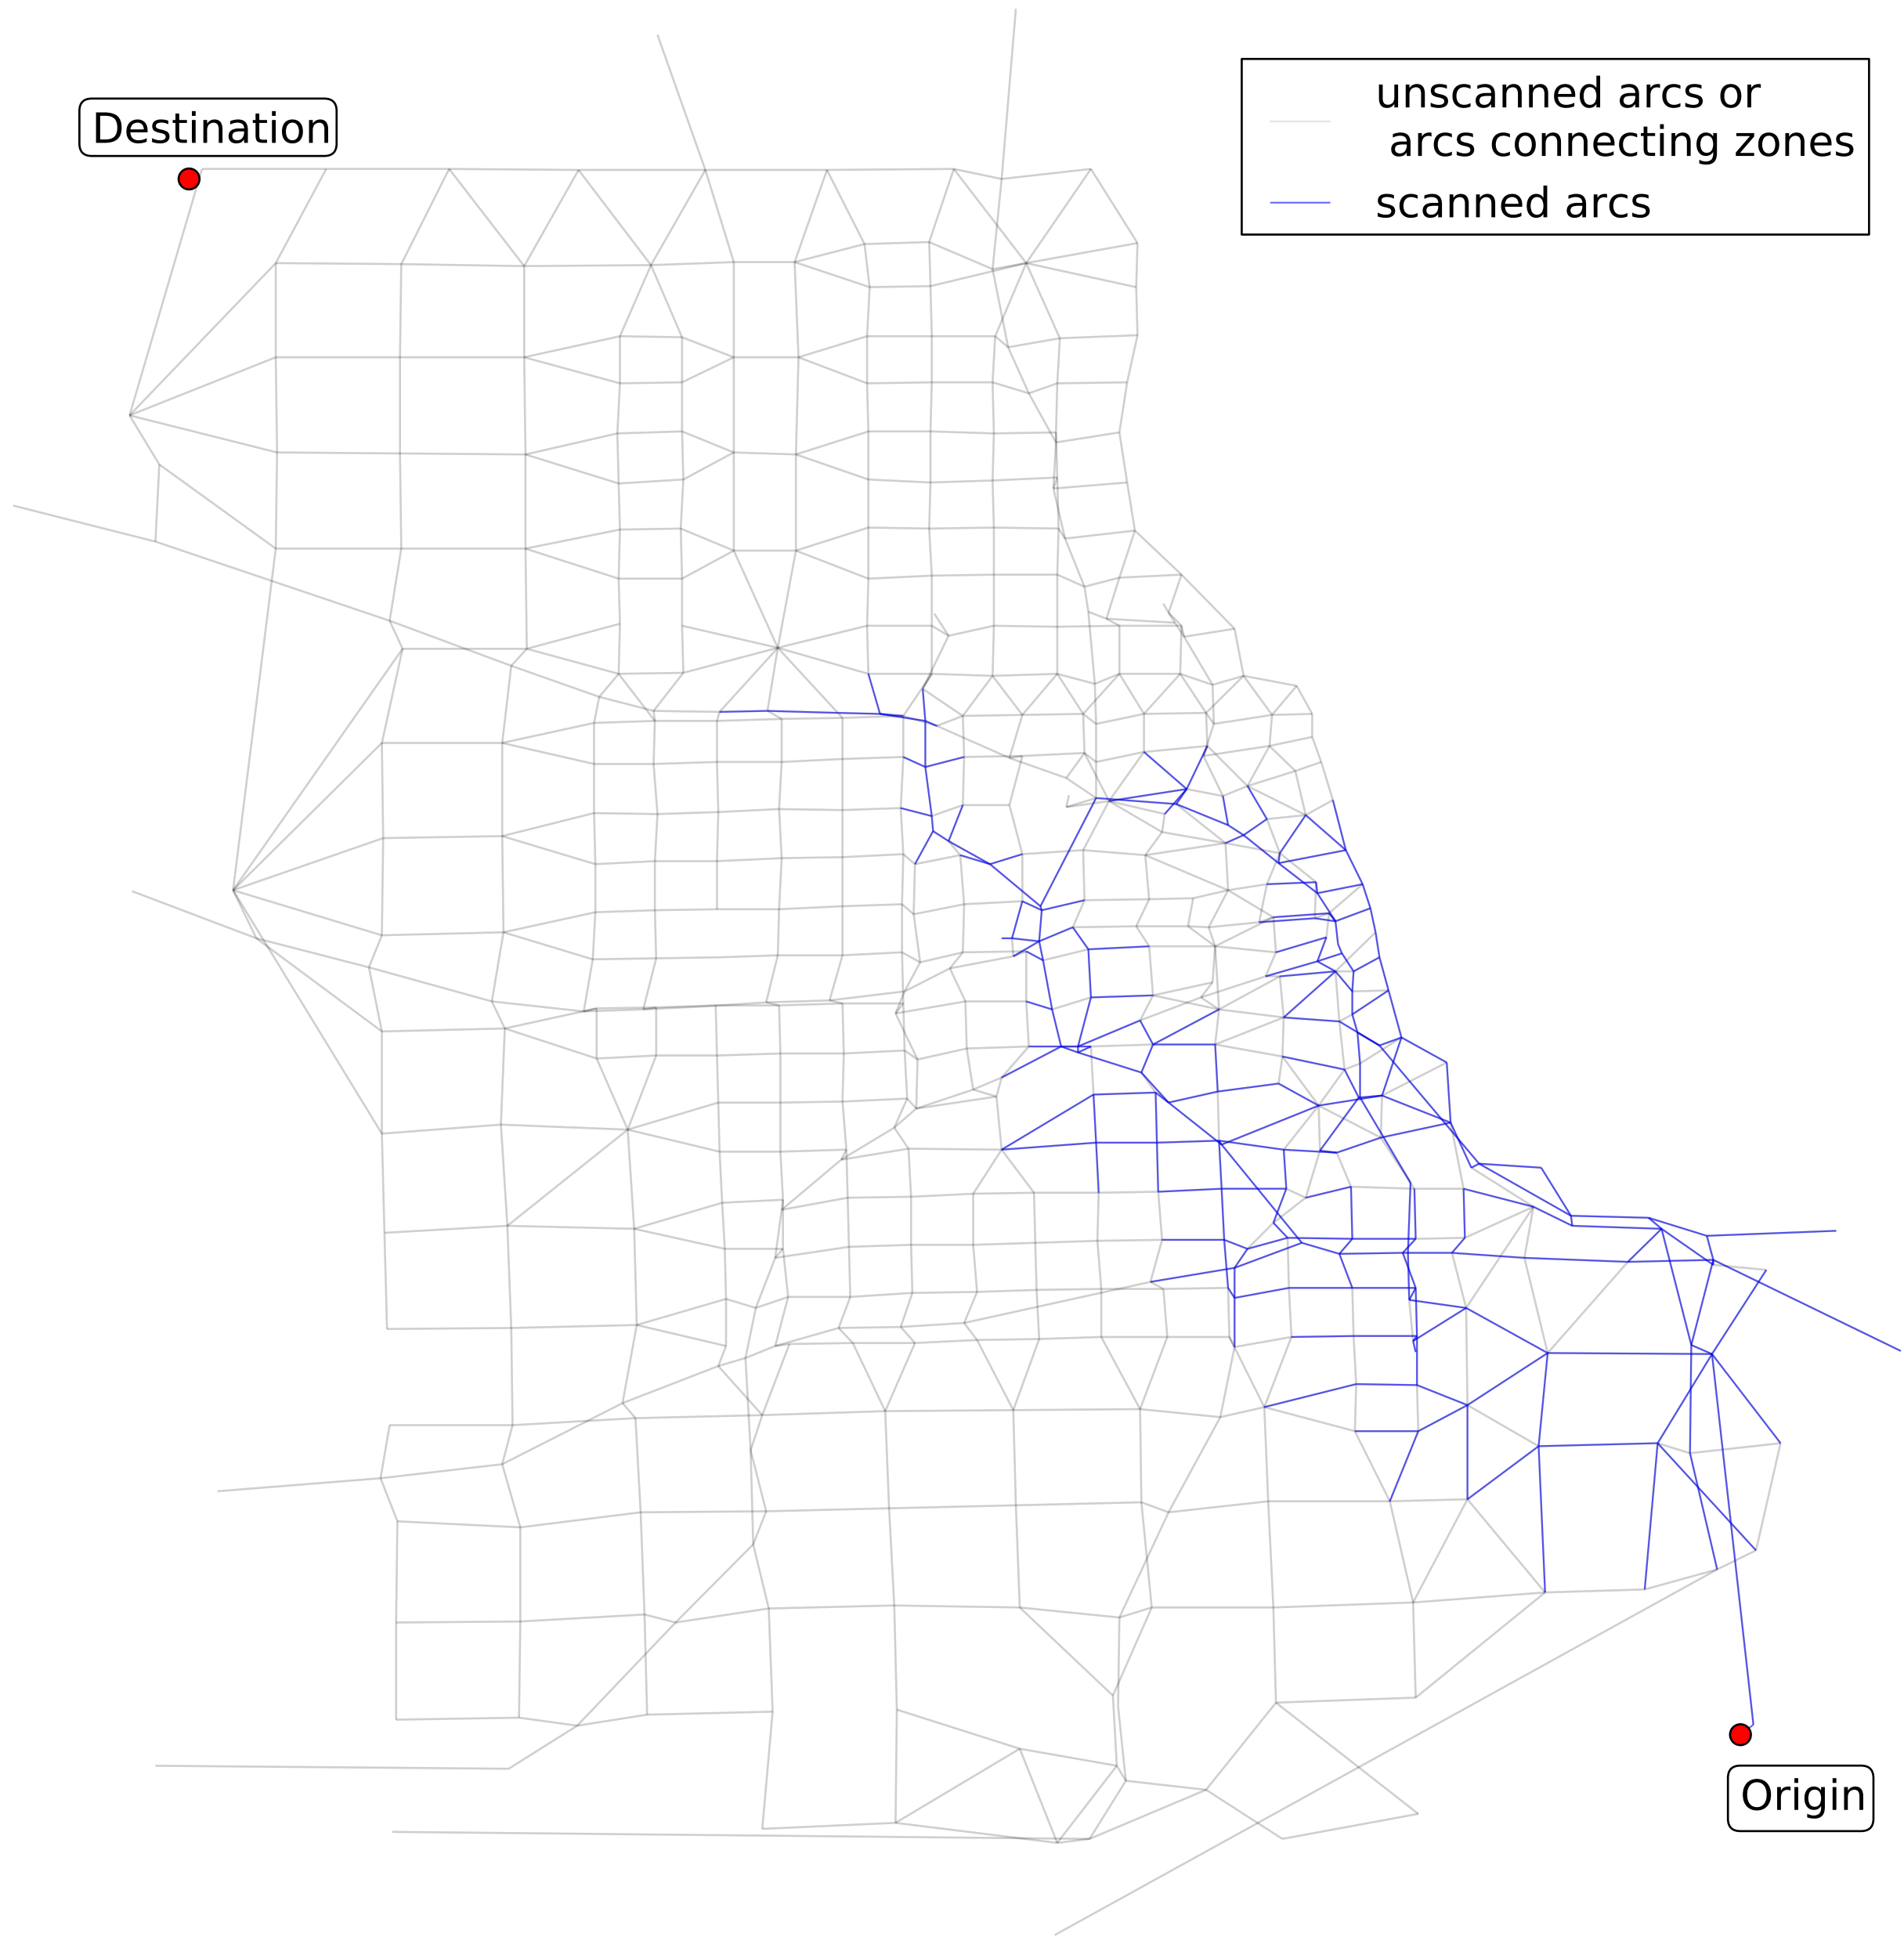 Destination
unscanned arcs or
arcs connecting zones
scanned arcs
Origin